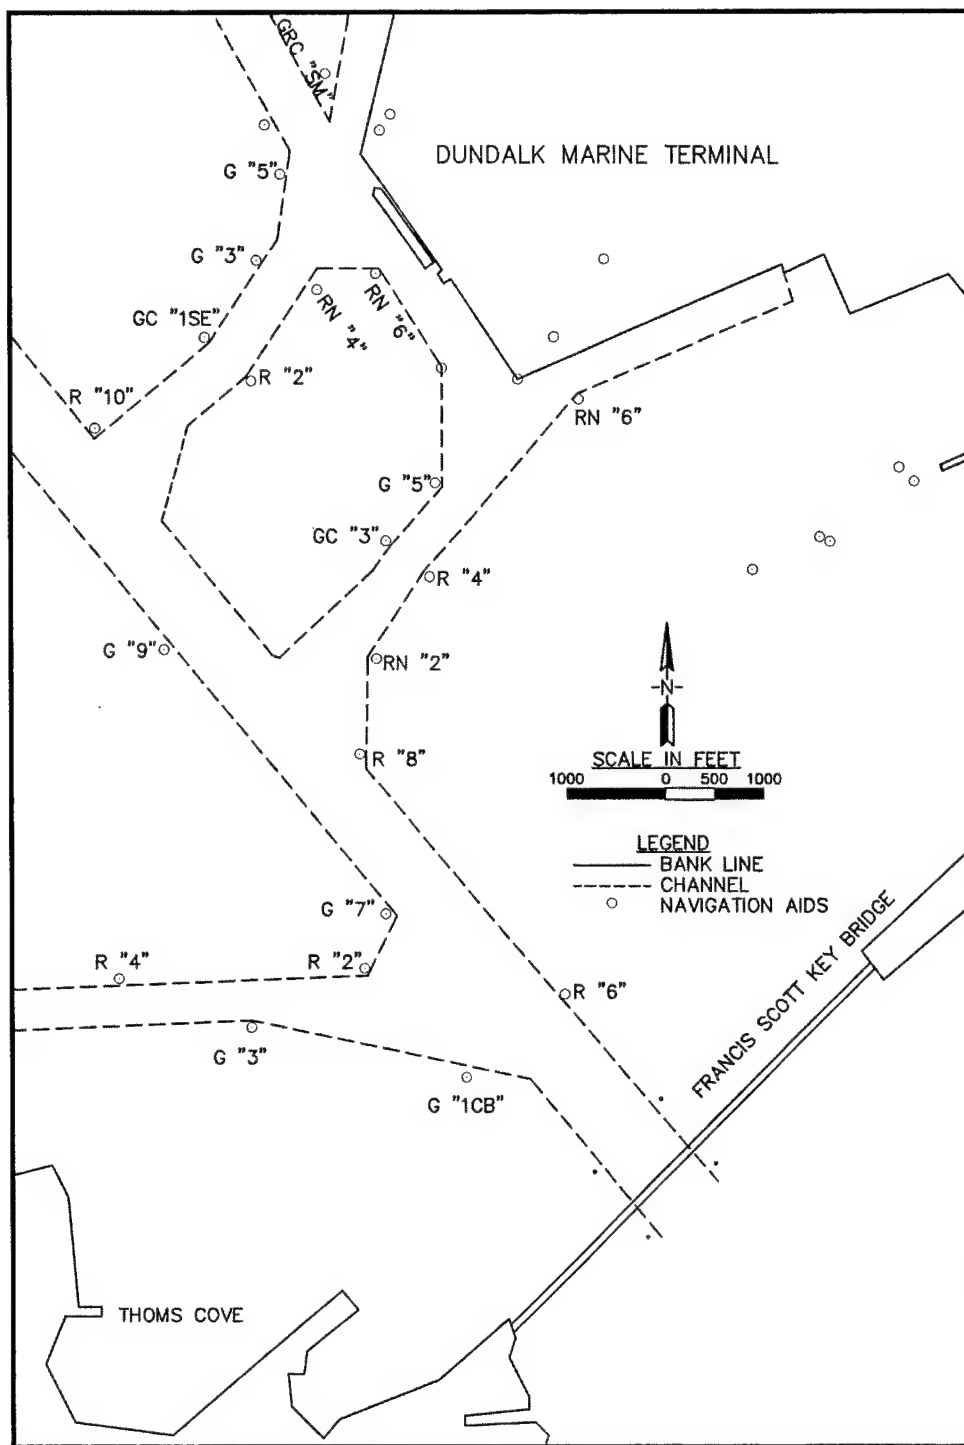 GRC "SM"
DUNDALK MARINE TERMINAL
G "5"
G "3"
RN "4"
RN "6"
GC "1SE"
R "2"
R "10"
RN "6"
G "5"
GC "3"
R "4"
G "9"
RN "2"
-N-
R "8"
SCALE IN FEET
1000 0 500 1000
LEGEND
BANK LINE
CHANNEL
NAVIGATION AIDS
G "7"
R "4"
R "2"
R "6"
FRANCIS SCOTT KEY BRIDGE
G "3"
G "1CB"
THOMS COVE